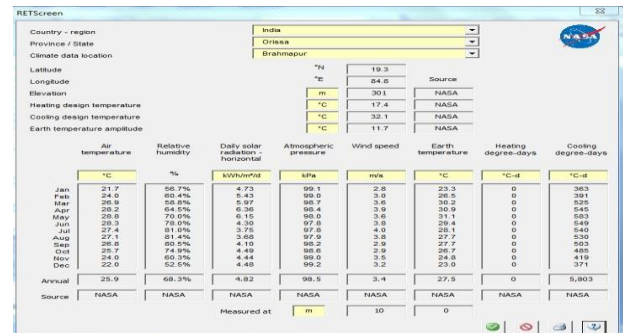 RETScreen
Country - region India
Province / State Orissa
Climate data location Brahmapur
NASA
Latitude °N 19.3
Longitude °E 84.8 Source
Elevation m 301 NASA
Heating design temperature °C 17.4 NASA
Cooling design temperature °C 32.1 NASA
Earth temperature amplitude °C 11.7 NASA
Air temperature Relative humidity Daily solar radiation - horizontal Atmospheric pressure Wind speed Earth temperature Heating degree-days Cooling degree-days
°C % kWh/m²/d kPa m/s °C °C-d °C-d
Jan 21.7 56.7% 4.73 99.1 2.8 23.3 0 363
Feb 24.0 60.4% 5.43 99.0 3.0 26.5 0 391
Mar 26.9 58.8% 5.97 98.7 3.6 30.2 0 525
Apr 28.2 64.5% 6.36 98.4 3.9 30.9 0 545
May 28.8 70.0% 6.15 98.0 3.6 31.1 0 583
Jun 28.3 78.0% 4.30 97.8 3.8 29.4 0 549
Jul 27.4 81.0% 3.75 97.8 4.0 28.1 0 540
Aug 27.1 81.4% 3.68 97.9 3.8 27.7 0 530
Sep 26.8 80.5% 4.10 98.2 2.9 27.7 0 503
Oct 25.7 74.9% 4.49 98.6 2.9 26.7 0 485
Nov 24.0 60.3% 4.44 99.0 3.5 24.8 0 419
Dec 22.0 52.5% 4.48 99.2 3.2 23.0 0 371
Annual 25.9 68.3% 4.82 98.5 3.4 27.5 0 5,803
Source NASA NASA NASA NASA NASA NASA NASA NASA
Measured at m 10 0